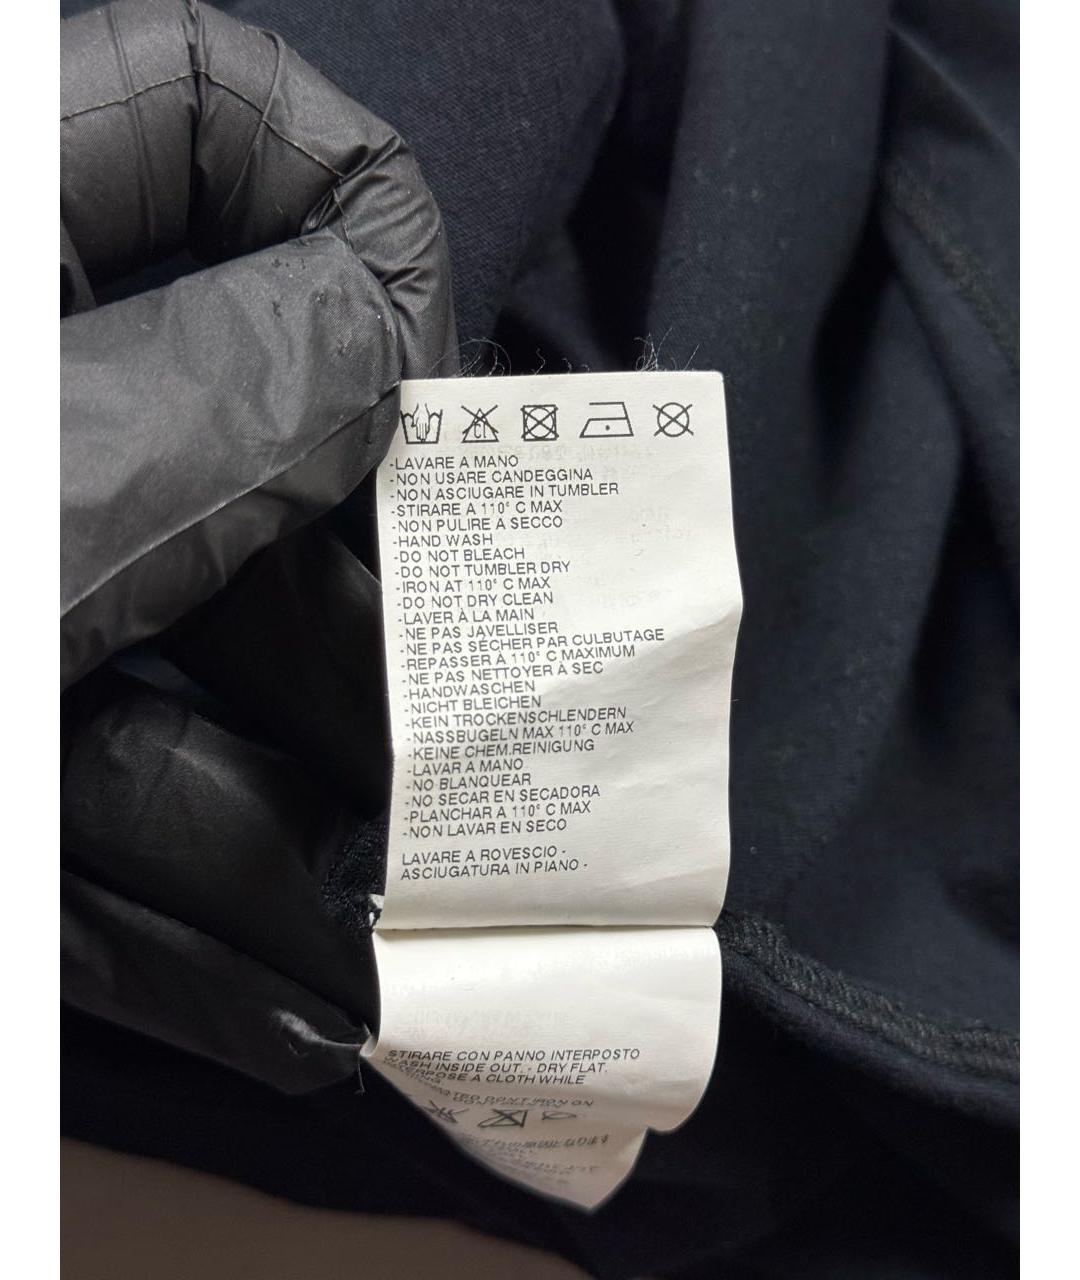 -LAVARE A MANO
-NON USARE CANDEGGINA
-NON ASCIUGARE IN TUMBLER
-STIRARE A 110° C MAX
-NON PULIRE A SECCO
-HAND WASH
-DO NOT BLEACH
-DO NOT TUMBLER DRY
-IRON AT 110° C MAX
-DO NOT DRY CLEAN
-LAVER À LA MAIN
-NE PAS JAVELLISER
-NE PAS SÉCHER PAR CULBUTAGE
-REPASSER À 110° C MAXIMUM
-NE PAS NETTOYER À SEC
-HANDWASCHEN
-NICHT BLEICHEN
-KEIN TROCKENSCHLENDERN
-NASSBUGELN MAX 110° C MAX
-KEINE CHEM.REINIGUNG
-LAVAR A MANO
-NO BLANQUEAR
-NO SECAR EN SECADORA
-PLANCHAR A 110° C MAX
-NON LAVAR EN SECO
LAVARE A ROVESCIO -
ASCIUGATURA IN PIANO -
STIRARE CON PANNO INTERPOSTO
WASH INSIDE OUT. - DRY FLAT.
A CLOTH WHILE